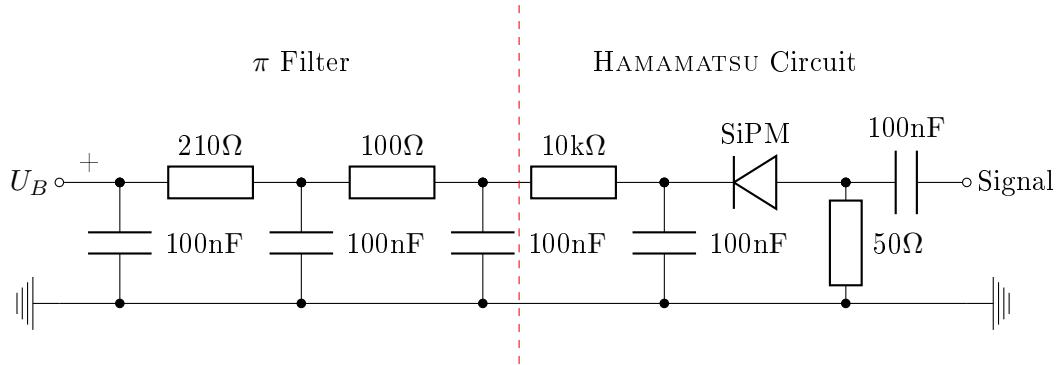 π Filter
HAMAMATSU Circuit
210Ω
100Ω
10kΩ
SiPM
100nF
U_B
+
Signal
100nF
100nF
100nF
100nF
50Ω